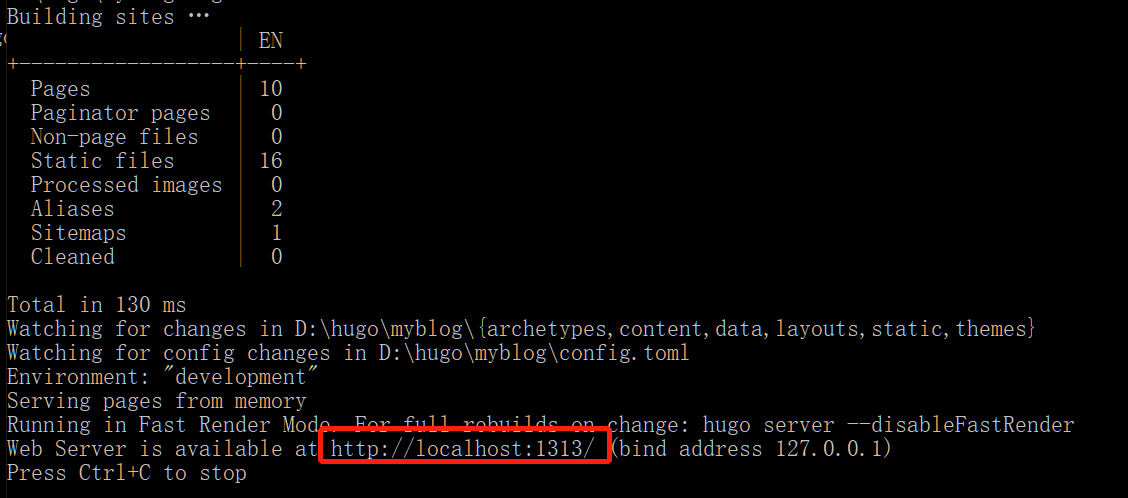 Building sites …
| EN
+------------------+----+
Pages | 10
Paginator pages | 0
Non-page files | 0
Static files | 16
Processed images | 0
Aliases | 2
Sitemaps | 1
Cleaned | 0
Total in 130 ms
Watching for changes in D:\hugo\myblog\{archetypes,content,data,layouts,static,themes}
Watching for config changes in D:\hugo\myblog\config.toml
Environment: "development"
Serving pages from memory
Running in Fast Render Mode. For full rebuilds on change: hugo server --disableFastRender
Web Server is available at http://localhost:1313/ (bind address 127.0.0.1)
Press Ctrl+C to stop